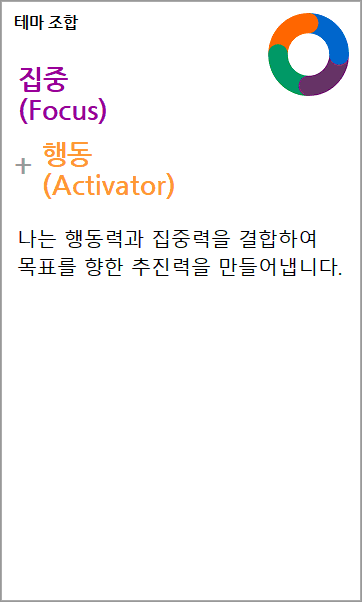 테마 조합
집중
(Focus)
+ 행동
(Activator)
나는 행동력과 집중력을 결합하여
목표를 향한 추진력을 만들어냅니다.